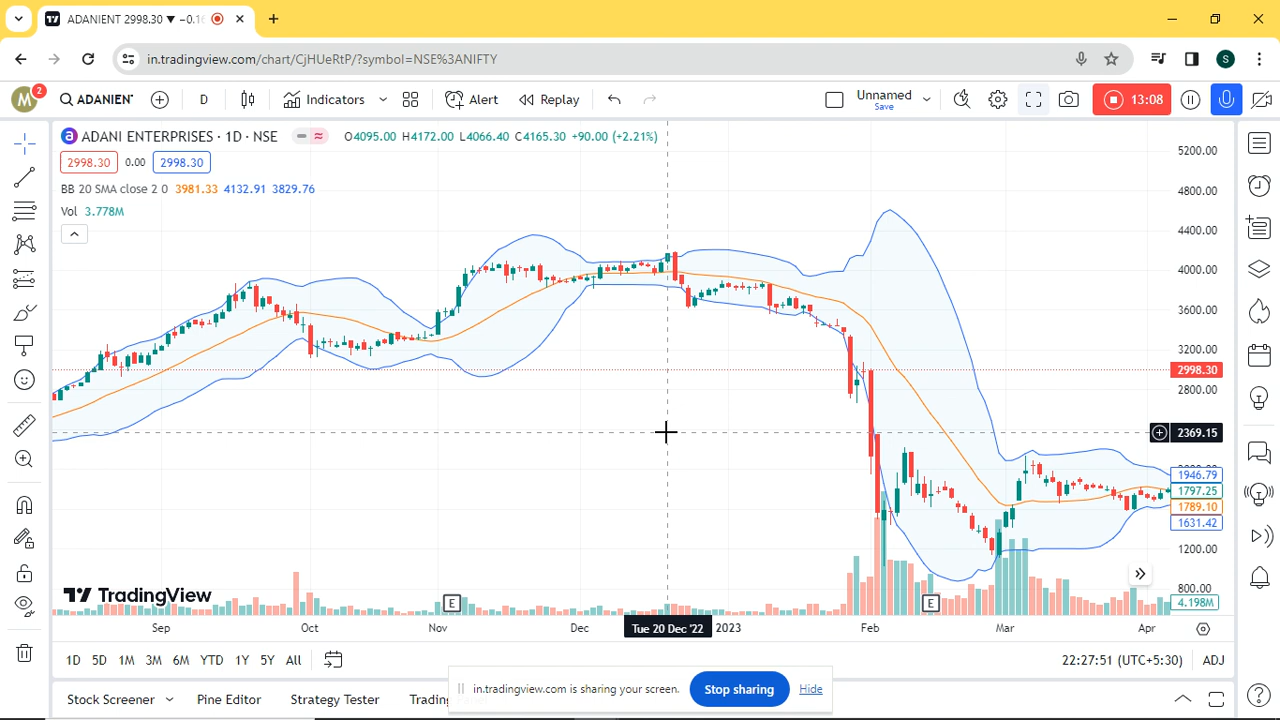 ADANIENT 2998.30 ▼ −0.16
in.tradingview.com/chart/CjHUeRtP/?symbol=NSE%3ANIFTY
S
M
2
ADANIENT
D
Indicators
Alert
Replay
Unnamed
Save
13:08
ADANI ENTERPRISES · 1D · NSE
O4095.00 H4172.00 L4066.40 C4165.30 +90.00 (+2.21%)
2998.30 0.00 2998.30
BB 20 SMA close 2 0 3981.33 4132.91 3829.76
Vol 3.778M
5200.00
4800.00
4400.00
4000.00
3600.00
3200.00
2998.30
2800.00
2369.15
1946.79
1797.25
1789.10
1631.42
1200.00
800.00
4.198M
TradingView
E
E
Sep Oct Nov Dec Tue 20 Dec '22 2023 Feb Mar Apr
1D 5D 1M 3M 6M YTD 1Y 5Y All
22:27:51 (UTC+5:30) ADJ
in.tradingview.com is sharing your screen. Stop sharing Hide
Stock Screener Pine Editor Strategy Tester